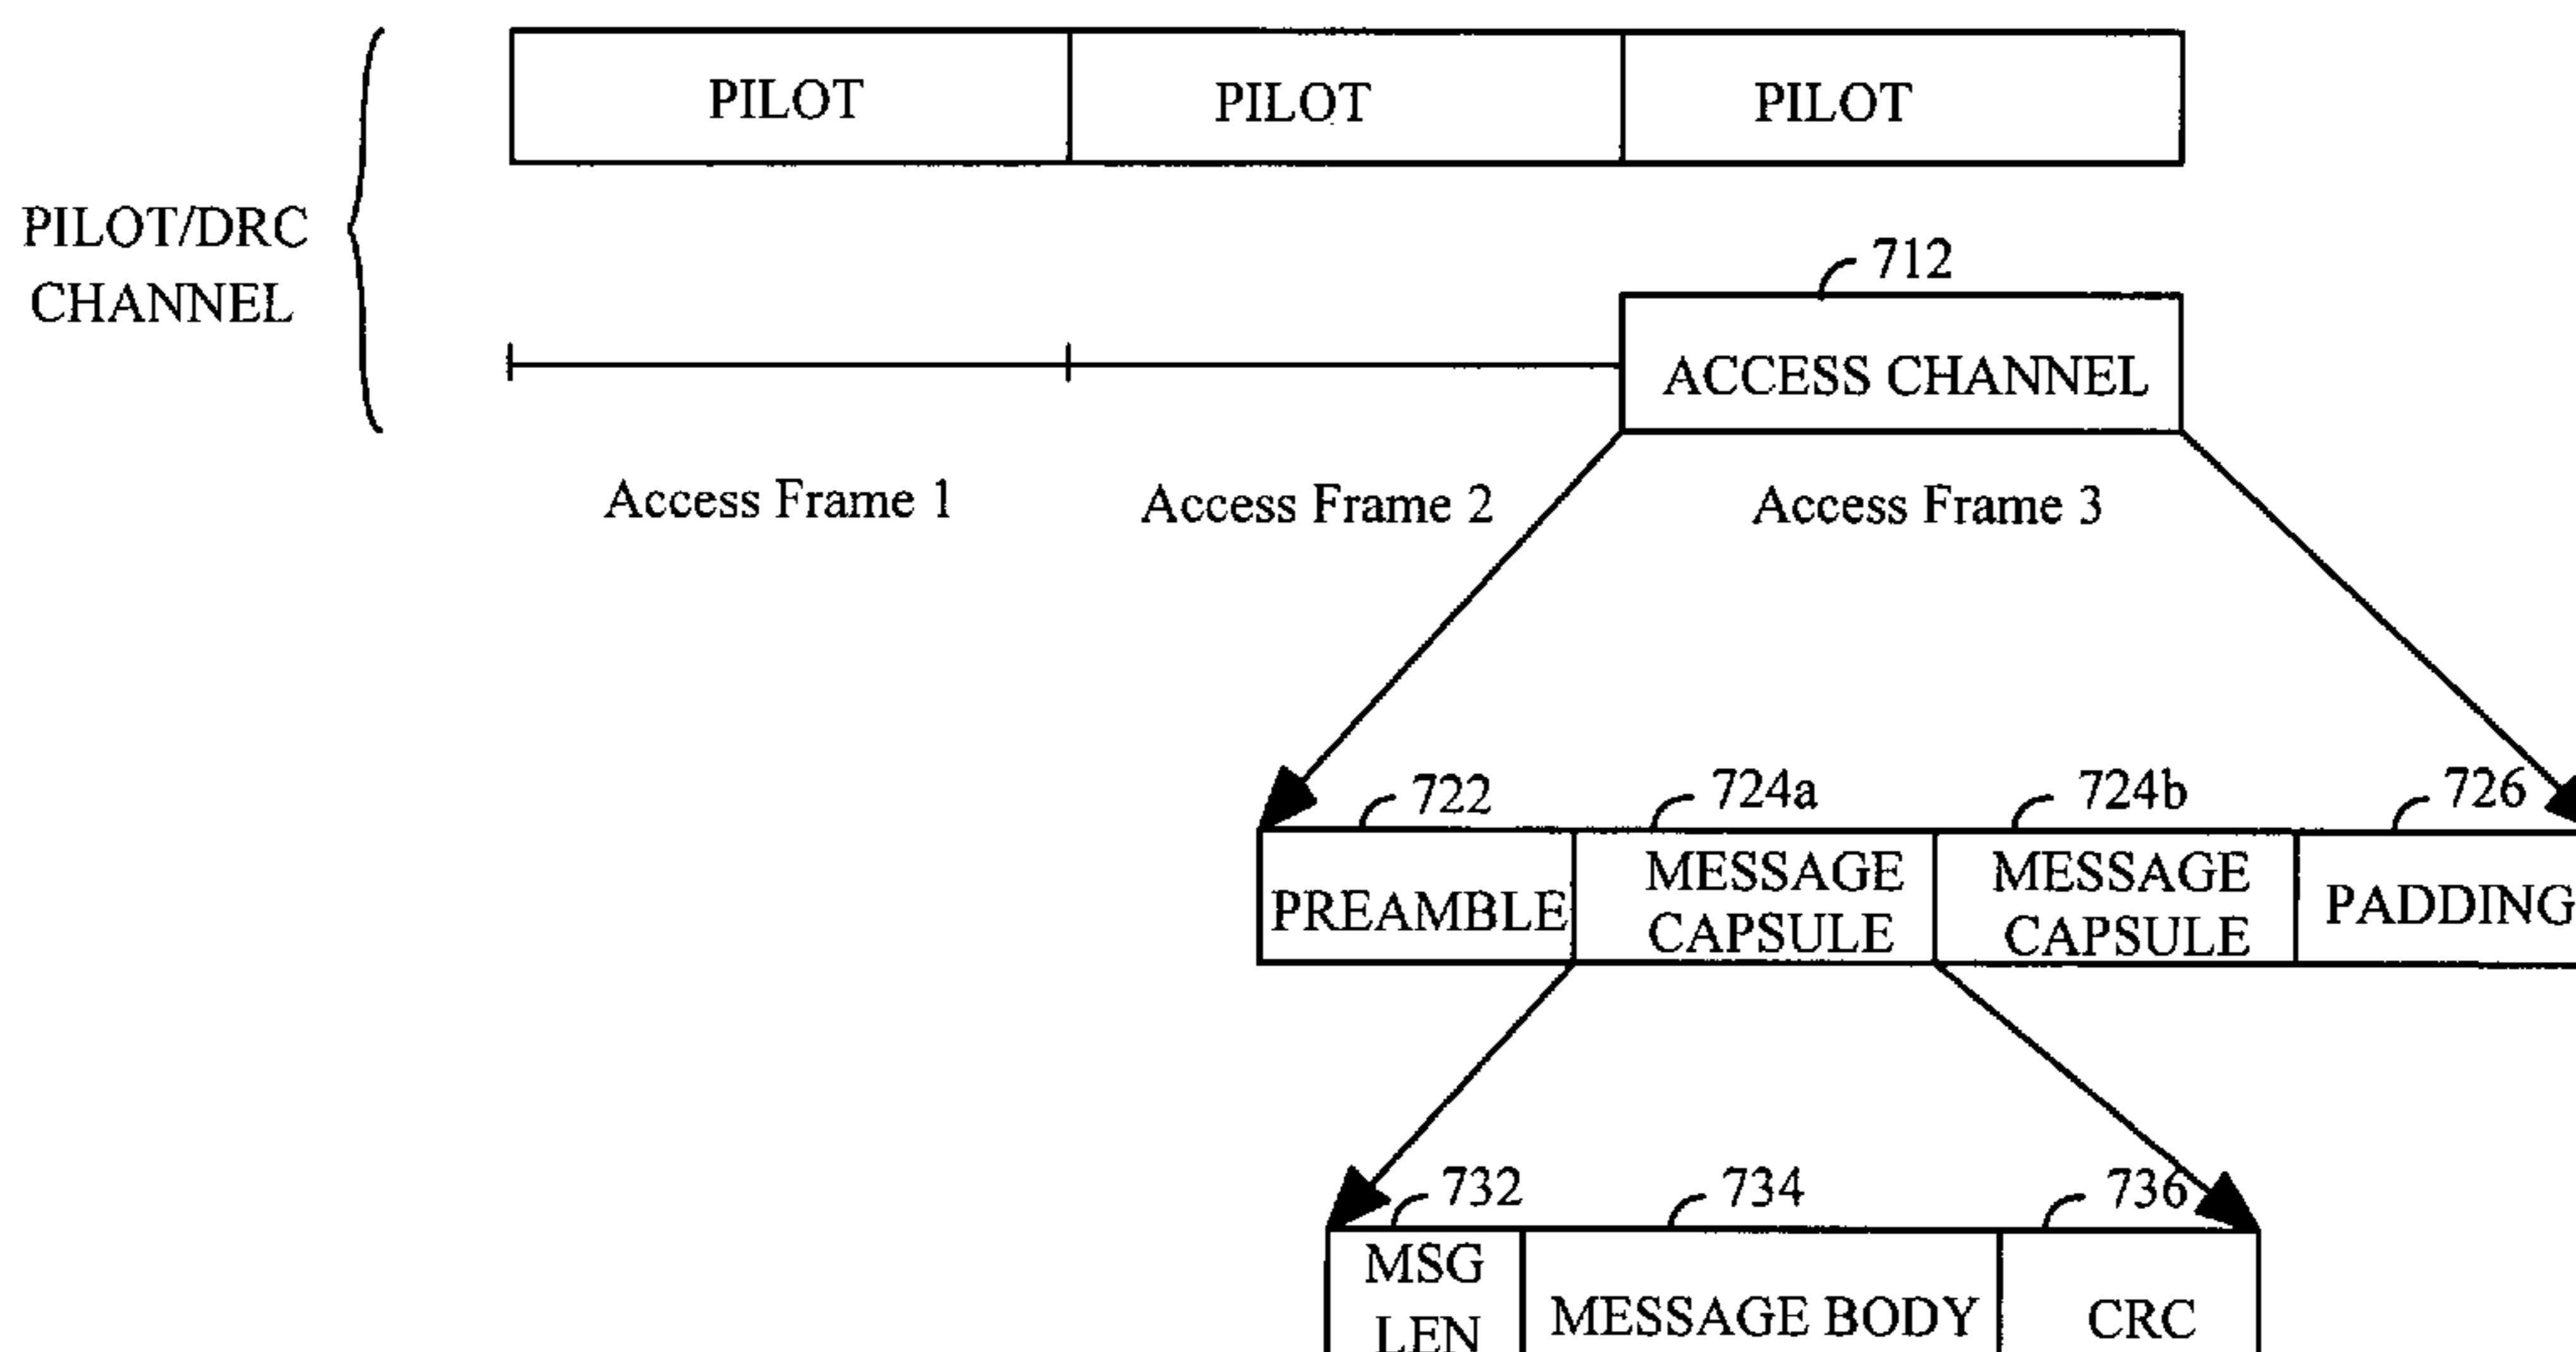 PILOT PILOT PILOT
PILOT/DRC
CHANNEL
712
ACCESS CHANNEL
Access Frame 1 Access Frame 2 Access Frame 3
722 724a 724b 726
PREAMBLE
MESSAGE
CAPSULE
MESSAGE
CAPSULE
PADDING
732 734 736
MSG
LEN
MESSAGE BODY
CRC